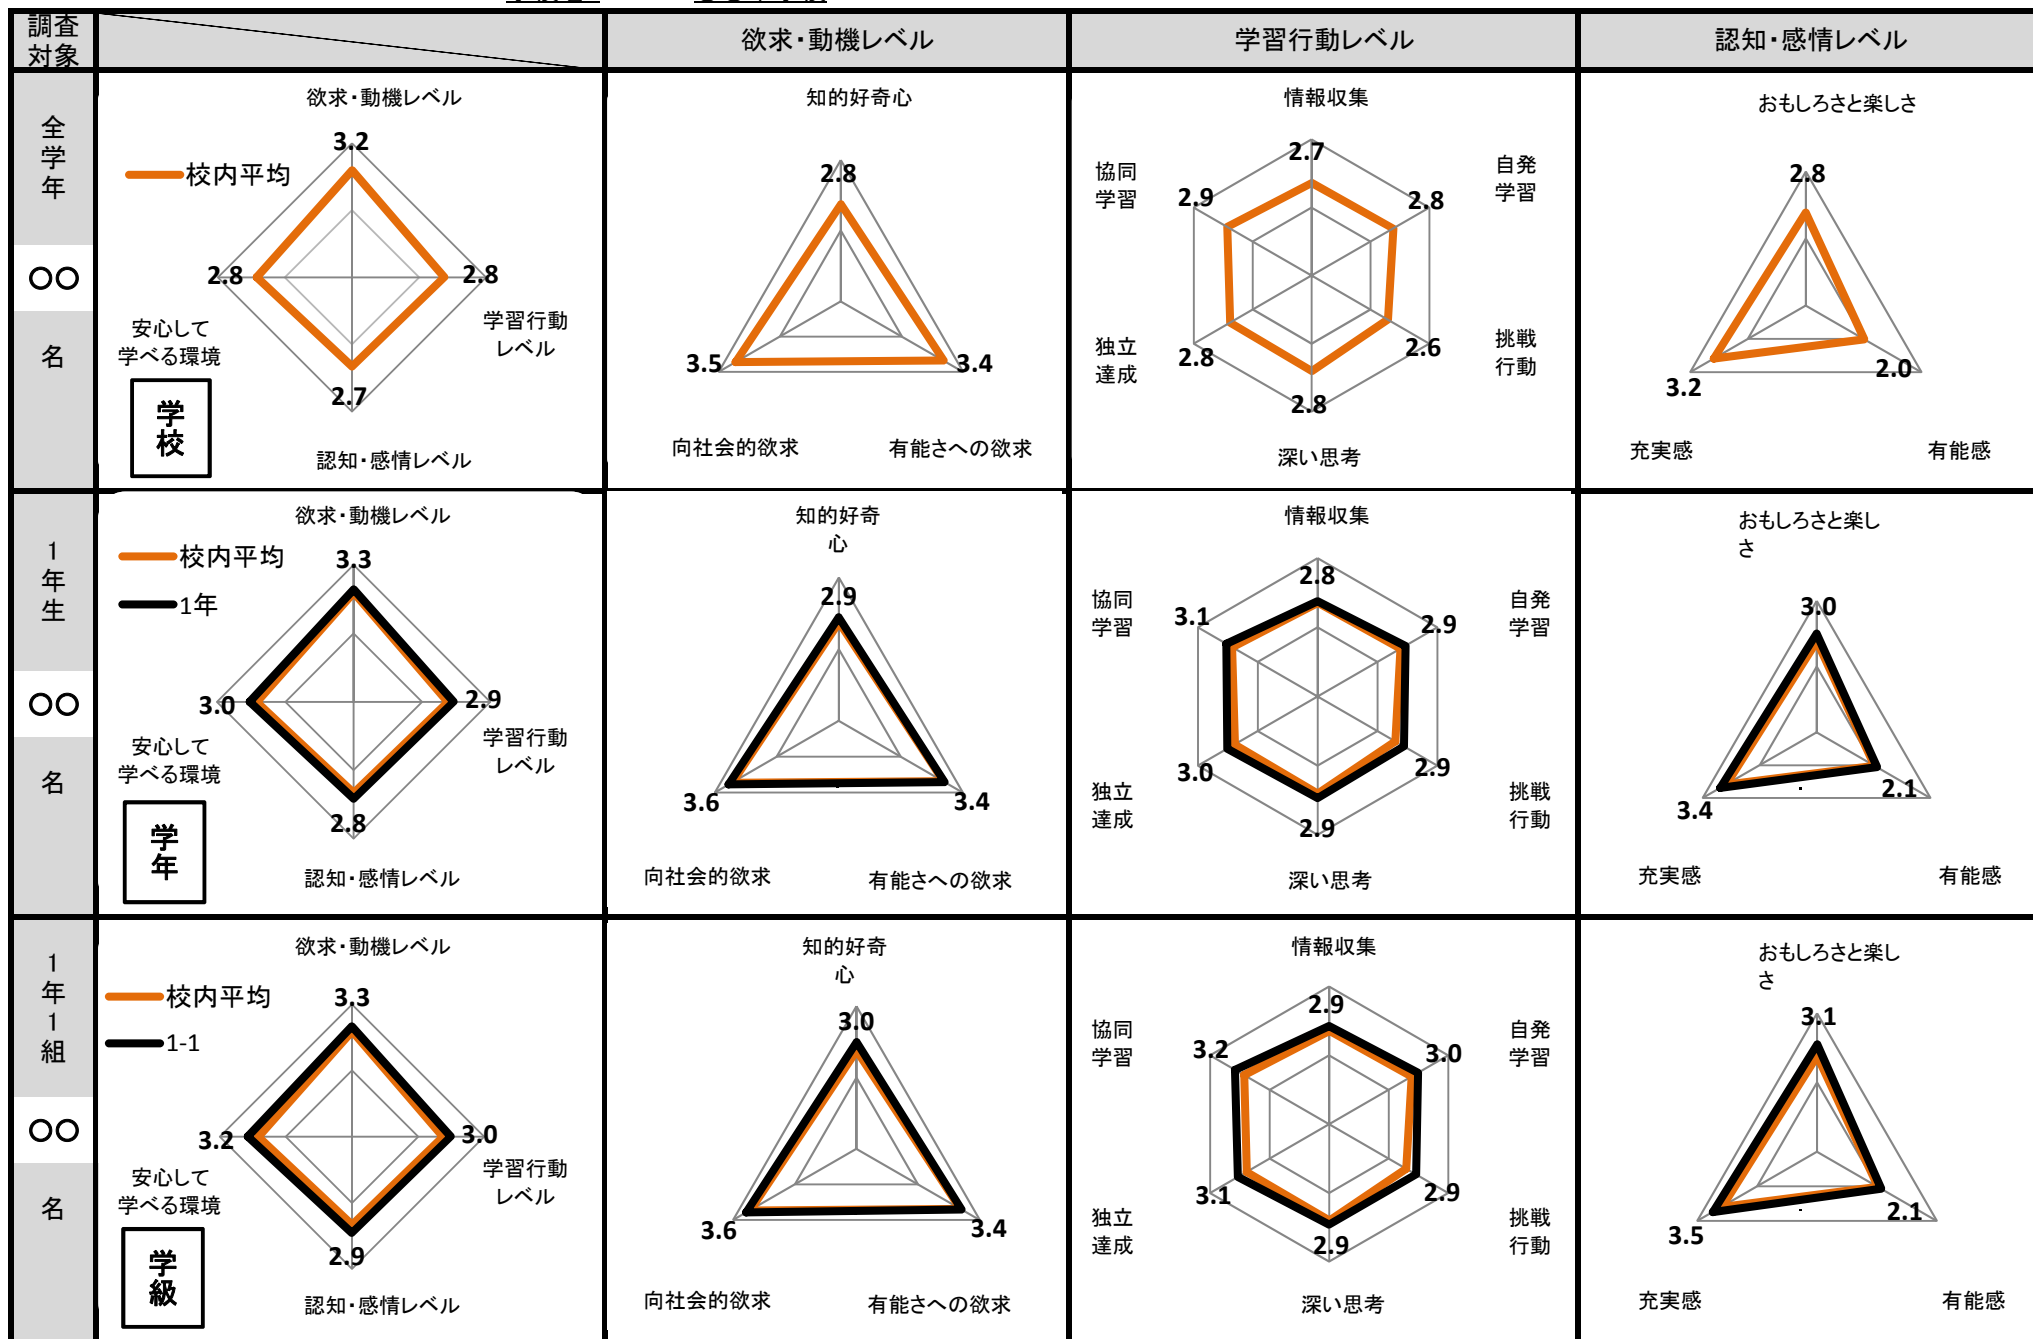 調査
対象
欲求・動機レベル
学習行動レベル
認知・感情レベル
全
学
年
〇〇
名
欲求・動機レベル
3.2
校内平均
2.8
2.8
安心して
学べる環境
学習行動
レベル
2.7
学
校
認知・感情レベル
知的好奇心
2.8
3.5
3.4
向社会的欲求
有能さへの欲求
情報収集
2.7
協同
学習
自発
学習
2.9
2.8
独立
達成
挑戦
行動
2.8
2.6
2.8
深い思考
おもしろさと楽しさ
2.8
3.2
2.0
充実感
有能感
1
年
生
〇〇
名
欲求・動機レベル
校内平均
1年
3.3
3.0
2.9
安心して
学べる環境
学習行動
レベル
2.8
学
年
認知・感情レベル
知的好奇
心
2.9
3.6
3.4
向社会的欲求
有能さへの欲求
情報収集
2.8
協同
学習
自発
学習
3.1
2.9
3.0
2.9
独立
達成
挑戦
行動
2.9
深い思考
おもしろさと楽し
さ
3.0
3.4
2.1
充実感
有能感
1
年
1
組
〇〇
名
欲求・動機レベル
校内平均
1-1
3.3
3.2
3.0
安心して
学べる環境
学習行動
レベル
2.9
学
級
認知・感情レベル
知的好奇
心
3.0
3.6
3.4
向社会的欲求
有能さへの欲求
情報収集
2.9
協同
学習
自発
学習
3.2
3.0
3.1
2.9
独立
達成
挑戦
行動
2.9
深い思考
おもしろさと楽し
さ
3.1
3.5
2.1
充実感
有能感